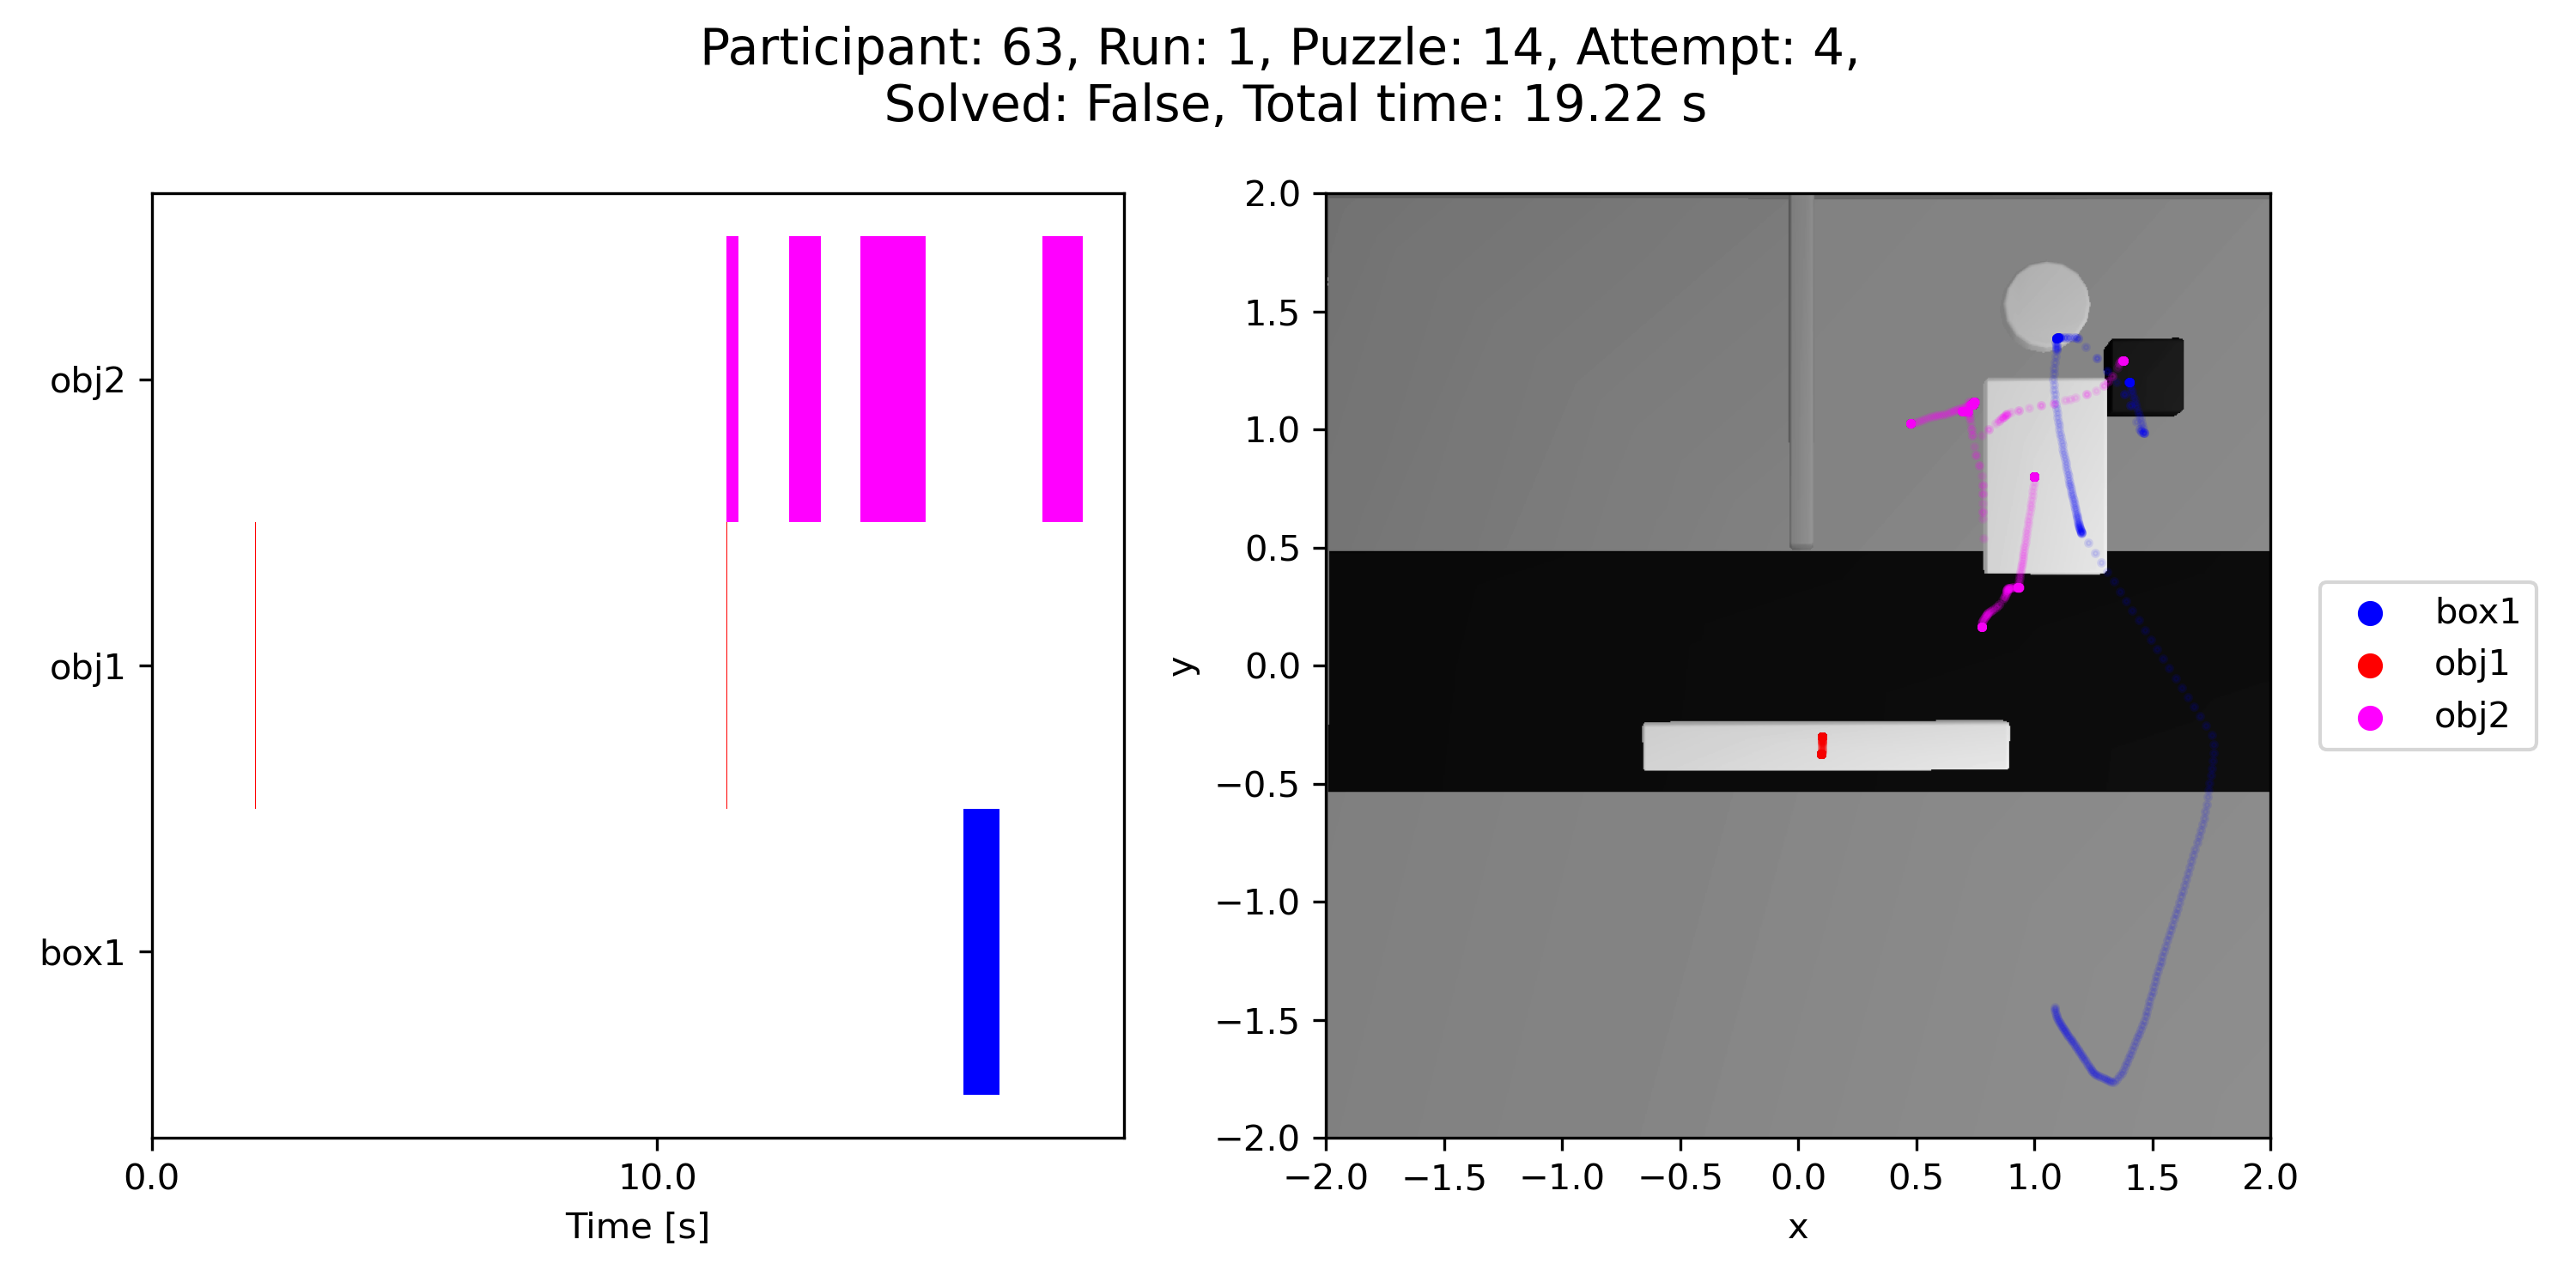 Participant: 63, Run: 1, Puzzle: 14, Attempt: 4,
Solved: False, Total time: 19.22 s
obj2
obj1
box1
0.0
10.0
Time [s]
2.0
1.5
1.0
0.5
0.0
−0.5
−1.0
−1.5
−2.0
y
−2.0
−1.5
−1.0
−0.5
0.0
0.5
1.0
1.5
2.0
x
box1
obj1
obj2